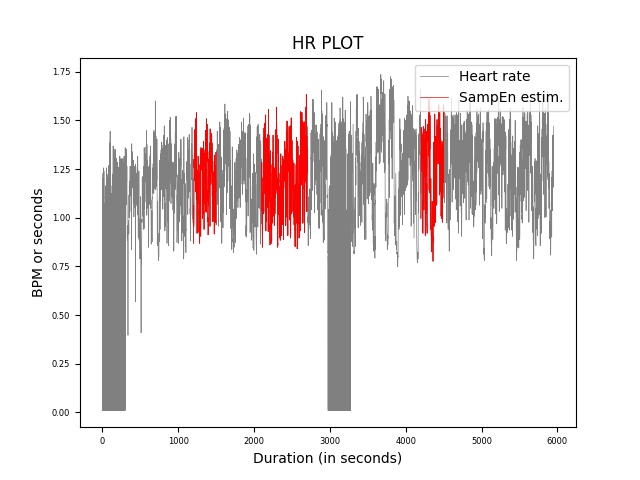 HR PLOT
Heart rate
SampEn estim.
1.75
1.50
1.25
1.00
0.75
0.50
0.25
0.00
BPM or seconds
0 1000 2000 3000 4000 5000 6000
Duration (in seconds)